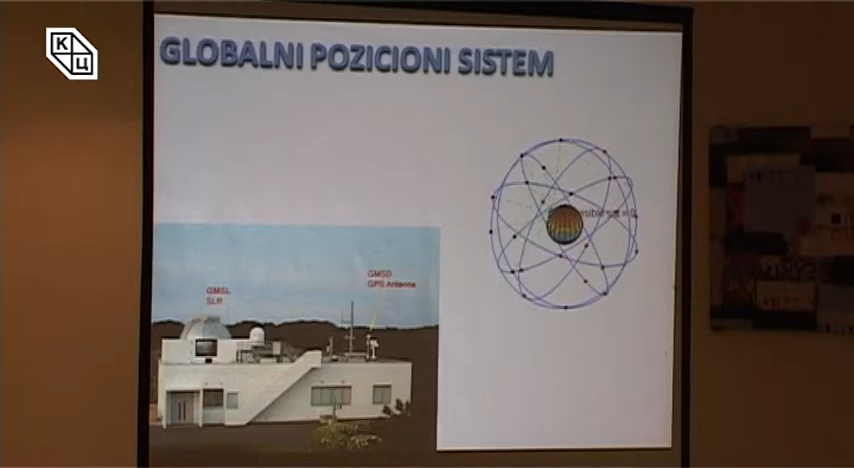 К
Ц
GLOBALNI POZICIONI SISTEM
GMSL
SLR
GMSD
GPS Antenna